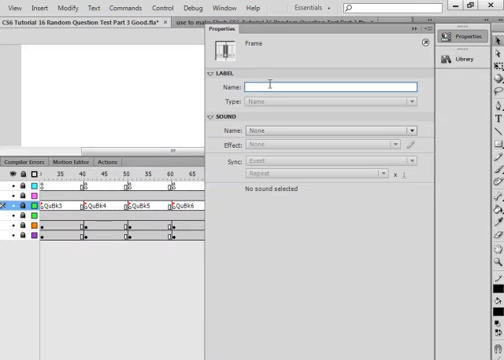 View Insert Modify Text Commands Control Debug Window Help Essentials
CS6 Tutorial 16 Random Question Test Part 3 Good.fla*
Properties
Frame
LABEL
Name:
Type: Name
SOUND
Name: None
Effect: None
Sync: Event
Repeat x 1
No sound selected
Properties
Library
Compiler Errors Motion Editor Actions
35 40 45 50 55 60 65
QuBk3 QuBk4 QuBk5 QuBk6